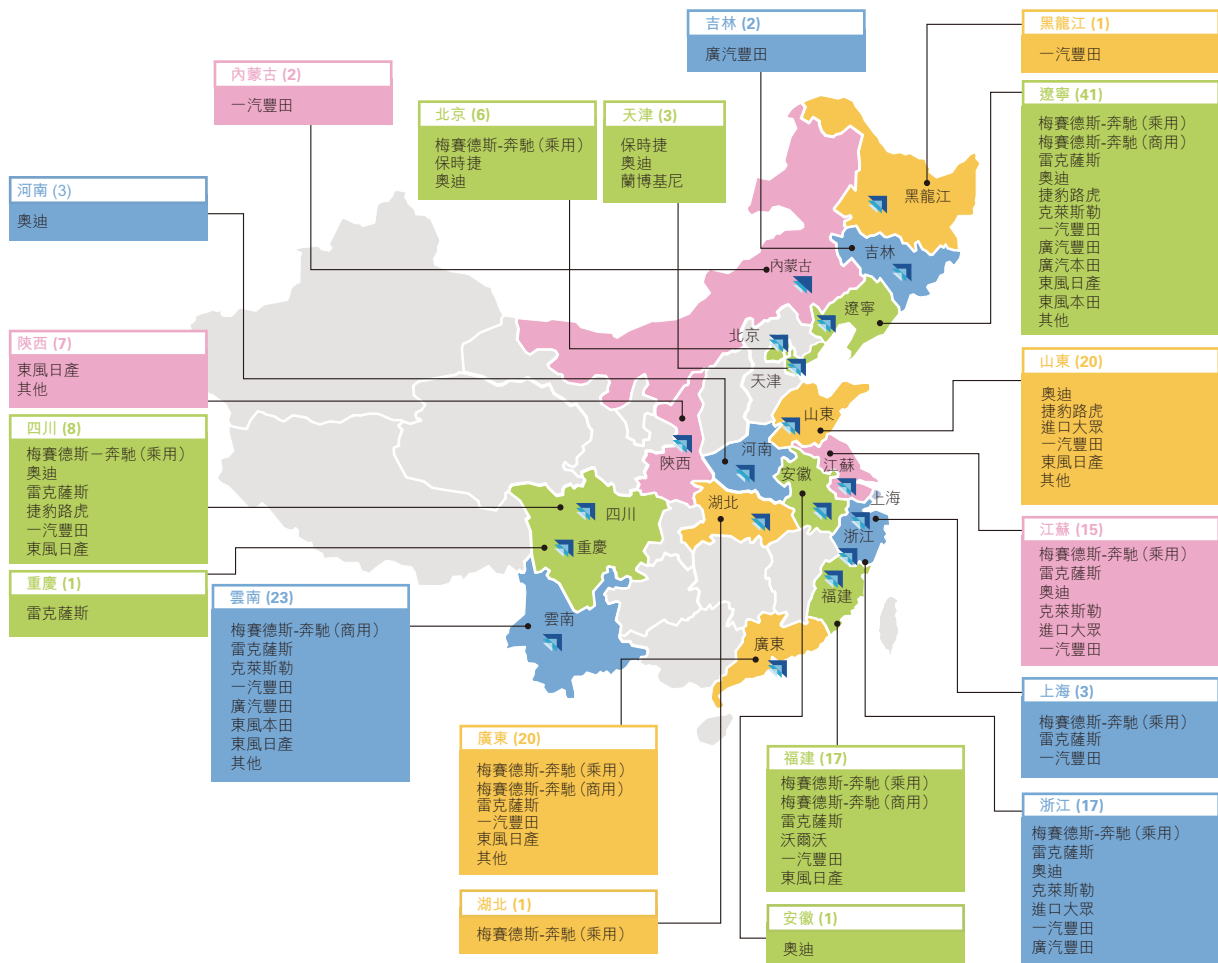 吉林 (2)
廣汽豐田
黑龍江 (1)
一汽豐田
內蒙古 (2)
一汽豐田
北京 (6)
梅賽德斯-奔馳（乘用）
保時捷
奧迪
天津 (3)
保時捷
奧迪
蘭博基尼
遼寧 (41)
梅賽德斯-奔馳（乘用）
梅賽德斯-奔馳（商用）
雷克薩斯
奧迪
捷豹路虎
克萊斯勒
一汽豐田
廣汽豐田
廣汽本田
東風日產
東風本田
其他
河南 (3)
奧迪
陝西 (7)
東風日產
其他
四川 (8)
梅賽德斯－奔馳（乘用）
奧迪
雷克薩斯
捷豹路虎
一汽豐田
東風日產
重慶 (1)
雷克薩斯
雲南 (23)
梅賽德斯-奔馳（商用）
雷克薩斯
克萊斯勒
一汽豐田
廣汽豐田
東風本田
東風日產
其他
黑龍江
吉林
內蒙古
遼寧
北京
天津
山東
河南
陝西
江蘇
安徽
上海
湖北
四川
浙江
重慶
福建
雲南
廣東
山東 (20)
奧迪
捷豹路虎
進口大眾
一汽豐田
東風日產
其他
江蘇 (15)
梅賽德斯-奔馳（乘用）
雷克薩斯
奧迪
克萊斯勒
進口大眾
一汽豐田
上海 (3)
梅賽德斯-奔馳（乘用）
雷克薩斯
一汽豐田
廣東 (20)
梅賽德斯-奔馳（乘用）
梅賽德斯-奔馳（商用）
雷克薩斯
一汽豐田
東風日產
其他
福建 (17)
梅賽德斯-奔馳（乘用）
梅賽德斯-奔馳（商用）
雷克薩斯
沃爾沃
一汽豐田
東風日產
浙江 (17)
梅賽德斯-奔馳（乘用）
雷克薩斯
奧迪
克萊斯勒
進口大眾
一汽豐田
廣汽豐田
湖北 (1)
梅賽德斯-奔馳（乘用）
安徽 (1)
奧迪